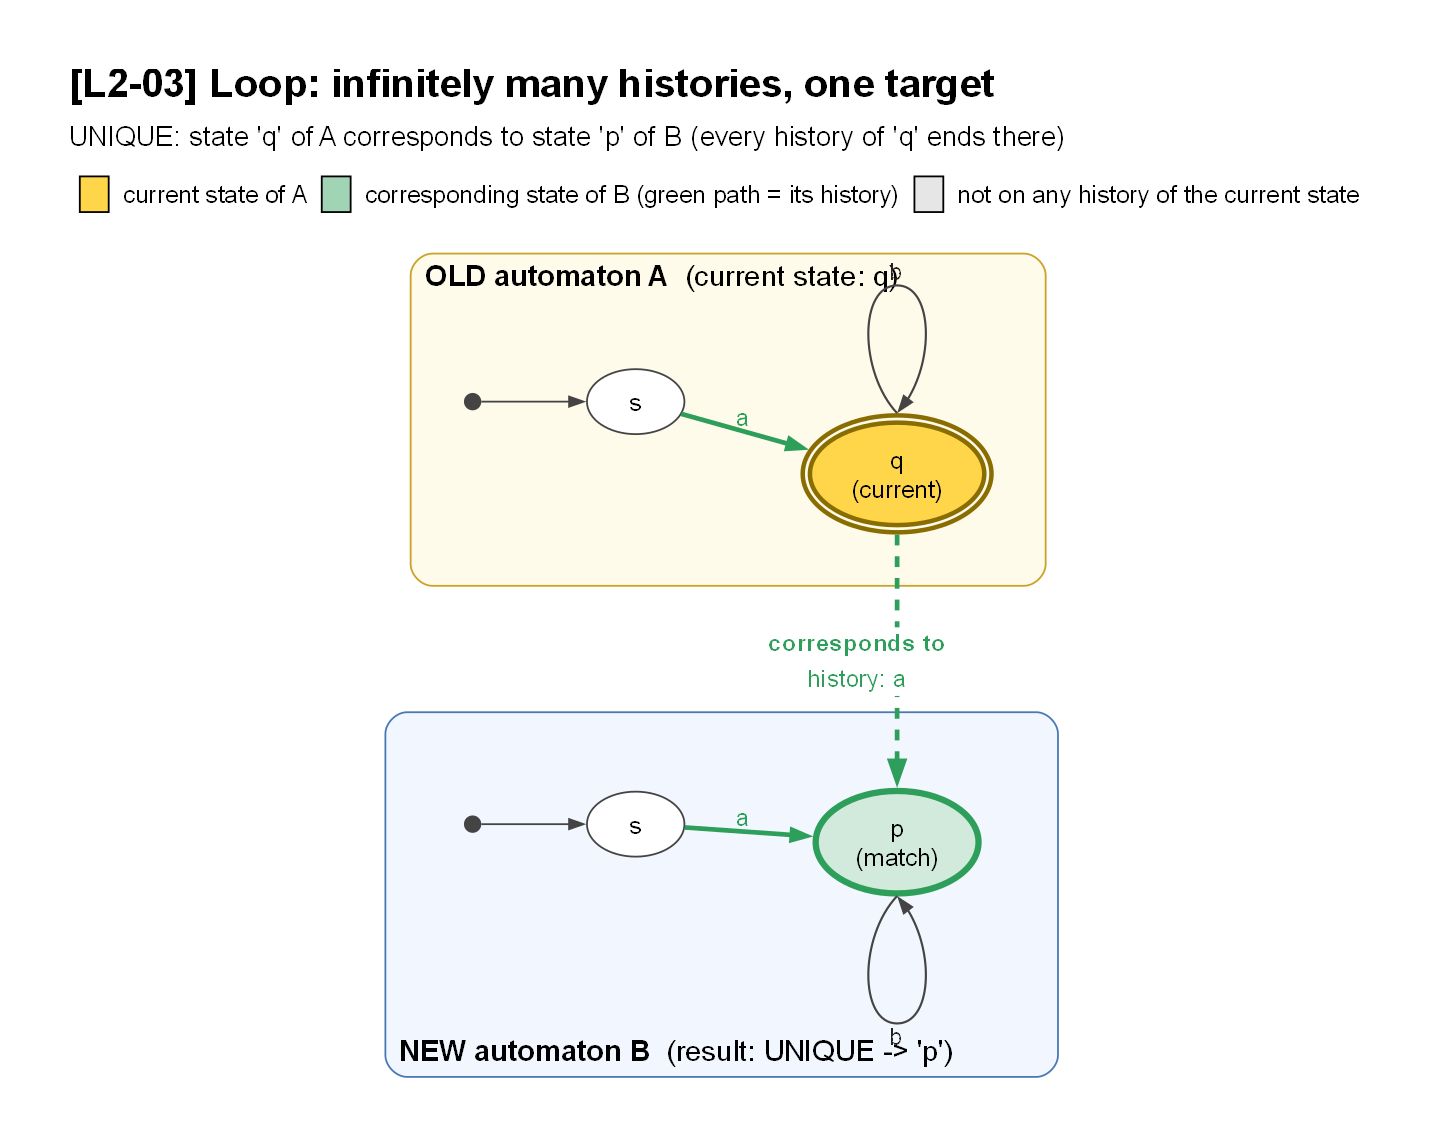 [L2-03] Loop: infinitely many histories, one target
UNIQUE: state 'q' of A corresponds to state 'p' of B (every history of 'q' ends there)
current state of A
corresponding state of B (green path = its history)
not on any history of the current state
OLD automaton A (current state: q)
b
s
a
q
(current)
corresponds to
history: a
s
a
p
(match)
b
NEW automaton B (result: UNIQUE -> 'p')